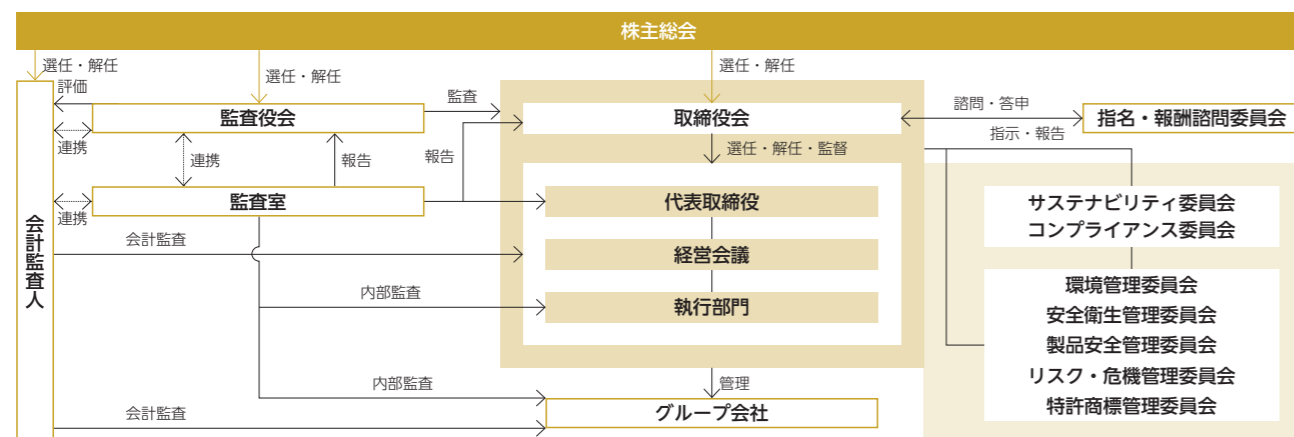 株主総会
選任・解任
選任・解任
選任・解任
評価
監査役会
監査
取締役会
諮問・答申
指名・報酬諮問委員会
指示・報告
連携
連携
報告
報告
選任・解任・監督
監査室
連携
代表取締役
サステナビリティ委員会
コンプライアンス委員会
会計監査人
会計監査
経営会議
内部監査
執行部門
環境管理委員会
安全衛生管理委員会
製品安全管理委員会
リスク・危機管理委員会
特許商標管理委員会
内部監査
管理
会計監査
グループ会社